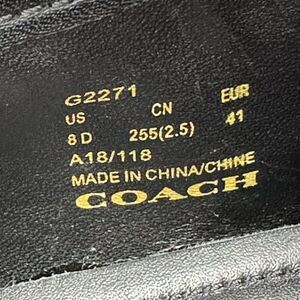 G2271
US CN EUR
8 D 255(2.5) 41
A18/118
MADE IN CHINA/CHINE
COACH